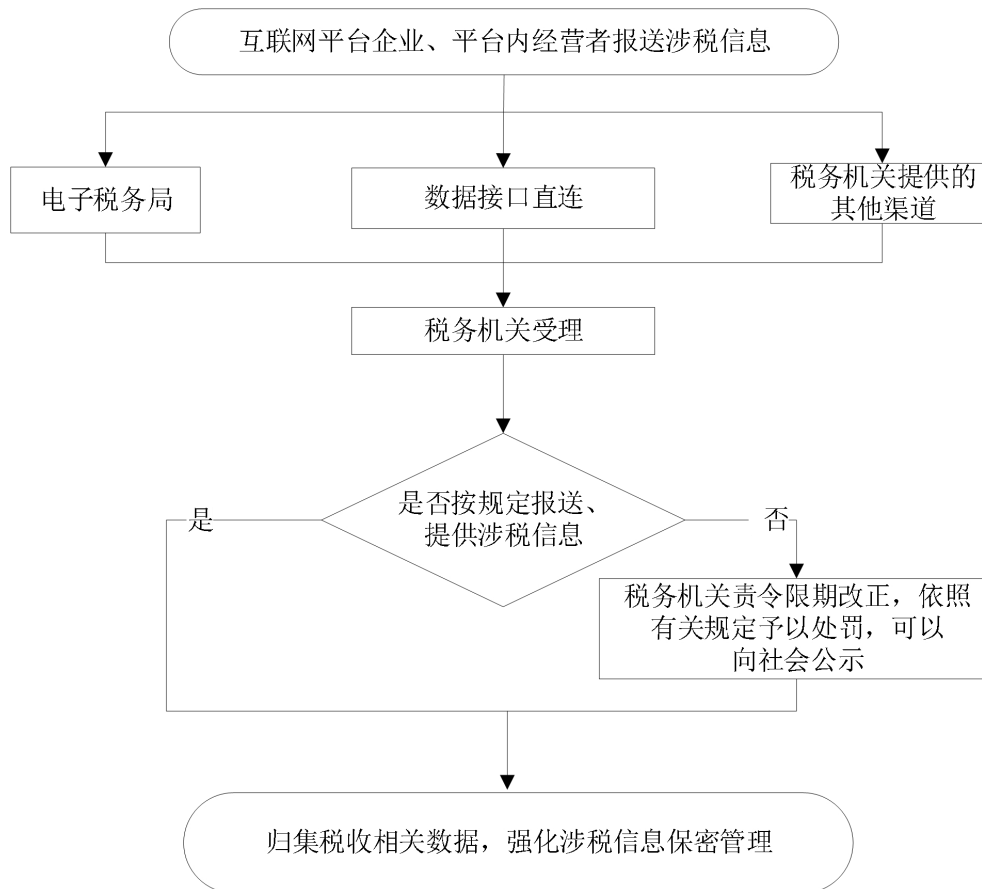 互联网平台企业、平台内经营者报送涉税信息
电子税务局
数据接口直连
税务机关提供的
其他渠道
税务机关受理
是否按规定报送、
提供涉税信息
是
否
税务机关责令限期改正，依照
有关规定予以处罚，可以
向社会公示
归集税收相关数据，强化涉税信息保密管理